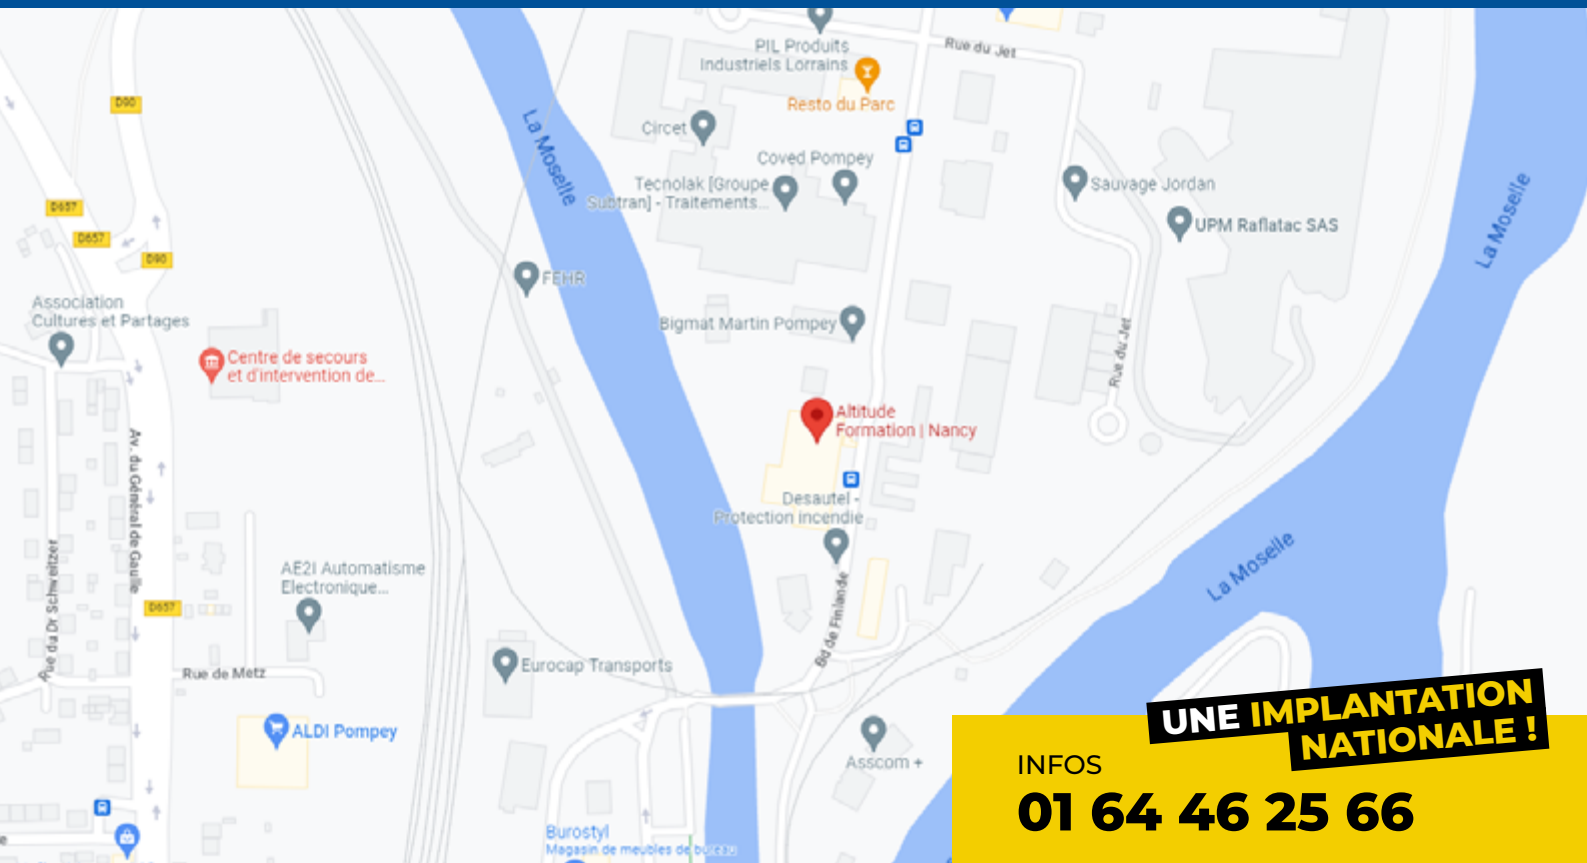 PIL Produits
Industriels Lorrains
Rue du Jet
Resto du Parc
D90
La Moselle
Circet
Coved Pompey
Tecnolak [Groupe
Subtran] - Traitements...
Sauvage Jordan
UPM Raflatac SAS
La Moselle
D657
D657
D90
FEHR
Association
Cultures et Partages
Bigmat Martin Pompey
Centre de secours
et d'intervention de...
Rue du Jet
Altitude
Formation | Nancy
Av. du Général de Gaulle
Desautel -
Protection incendie
Rue du Dr Schweitzer
AE2I Automatisme
Electronique...
La Moselle
D657
Bd de Finlande
Eurocap Transports
Rue de Metz
ALDI Pompey
Asscom +
Burostyl
Magasin de meubles de bureau
UNE IMPLANTATION
NATIONALE !
INFOS
01 64 46 25 66